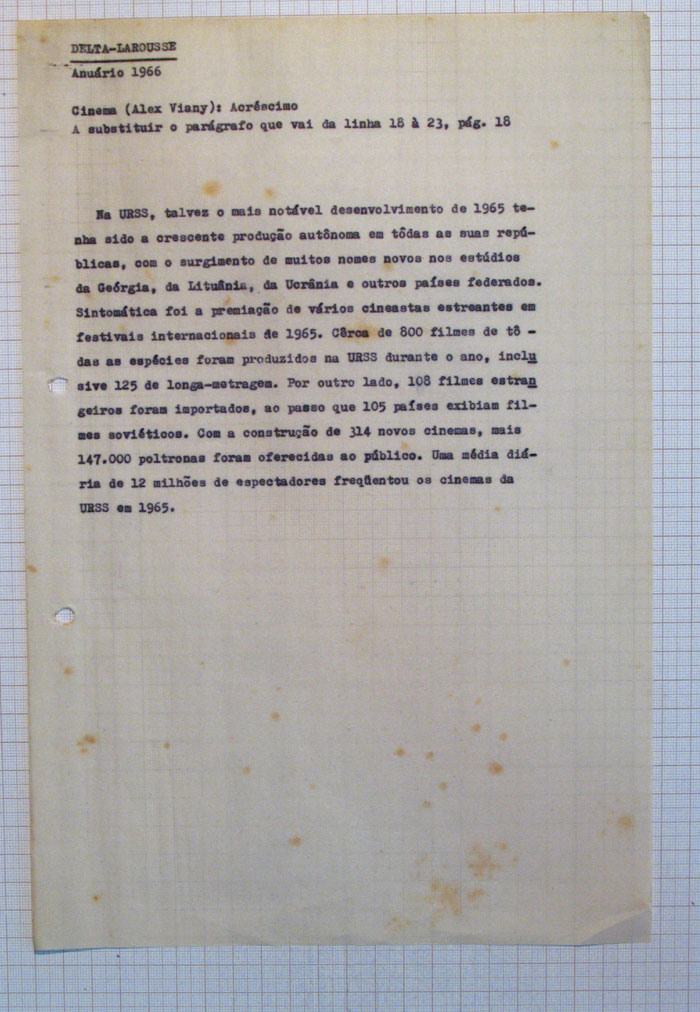 DELTA-LAROUSSE
Anuário 1966
Cinema (Alex Viany): Acréscimo
A substituir o parágrafo que vai da linha 18 à 23, pág. 18
Na URSS, talvez o mais notável desenvolvimento de 1965 te-
nha sido a crescente produção autônoma em tôdas as suas repú-
blicas, com o surgimento de muitos nomes novos nos estúdios
da Geórgia, da Lituânia, da Ucrânia e outros países federados.
Sintomática foi a premiação de vários cineastas estreantes em
festivais internacionais de 1965. Cêrca de 800 filmes de tô -
das as espécies foram produzidos na URSS durante o ano, inclu
sive 125 de longa-metragem. Por outro lado, 108 filmes estran
geiros foram importados, ao passo que 105 países exibiam fil-
mes soviéticos. Com a construção de 314 novos cinemas, mais
147.000 poltronas foram oferecidas ao público. Uma média diá-
ria de 12 milhões de espectadores freqüentou os cinemas da
URSS em 1965.